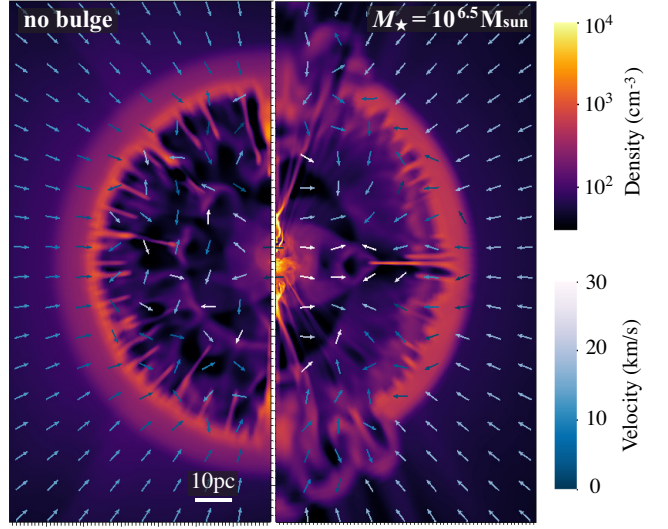 no bulge
M★ = 10^6.5 Msun
10^4
10^3
10^2
Density (cm^-3)
30
20
10
0
Velocity (km/s)
10pc